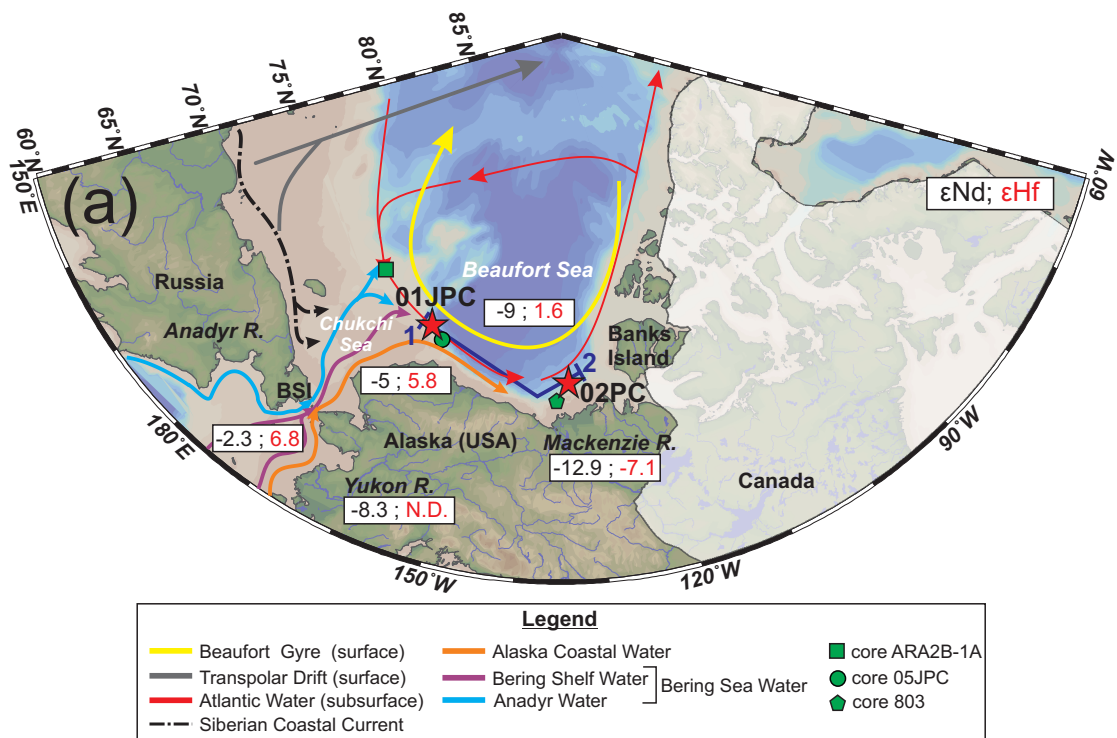 85°N
80°N
75°N
70°N
65°N
60°N
150°E
60°W
(a)
εNd; εHf
Russia
Beaufort Sea
01JPC
-9 ; 1.6
Anadyr R.
Chukchi
Sea
1
Banks
Island
2
-5 ; 5.8
02PC
BSI
-2.3 ; 6.8
Alaska (USA)
Mackenzie R.
-12.9 ; -7.1
180°E
90°W
Yukon R.
-8.3 ; N.D.
Canada
150°W
120°W
Legend
Beaufort Gyre (surface)
Transpolar Drift (surface)
Atlantic Water (subsurface)
Siberian Coastal Current
Alaska Coastal Water
Bering Shelf Water
Anadyr Water
Bering Sea Water
core ARA2B-1A
core 05JPC
core 803